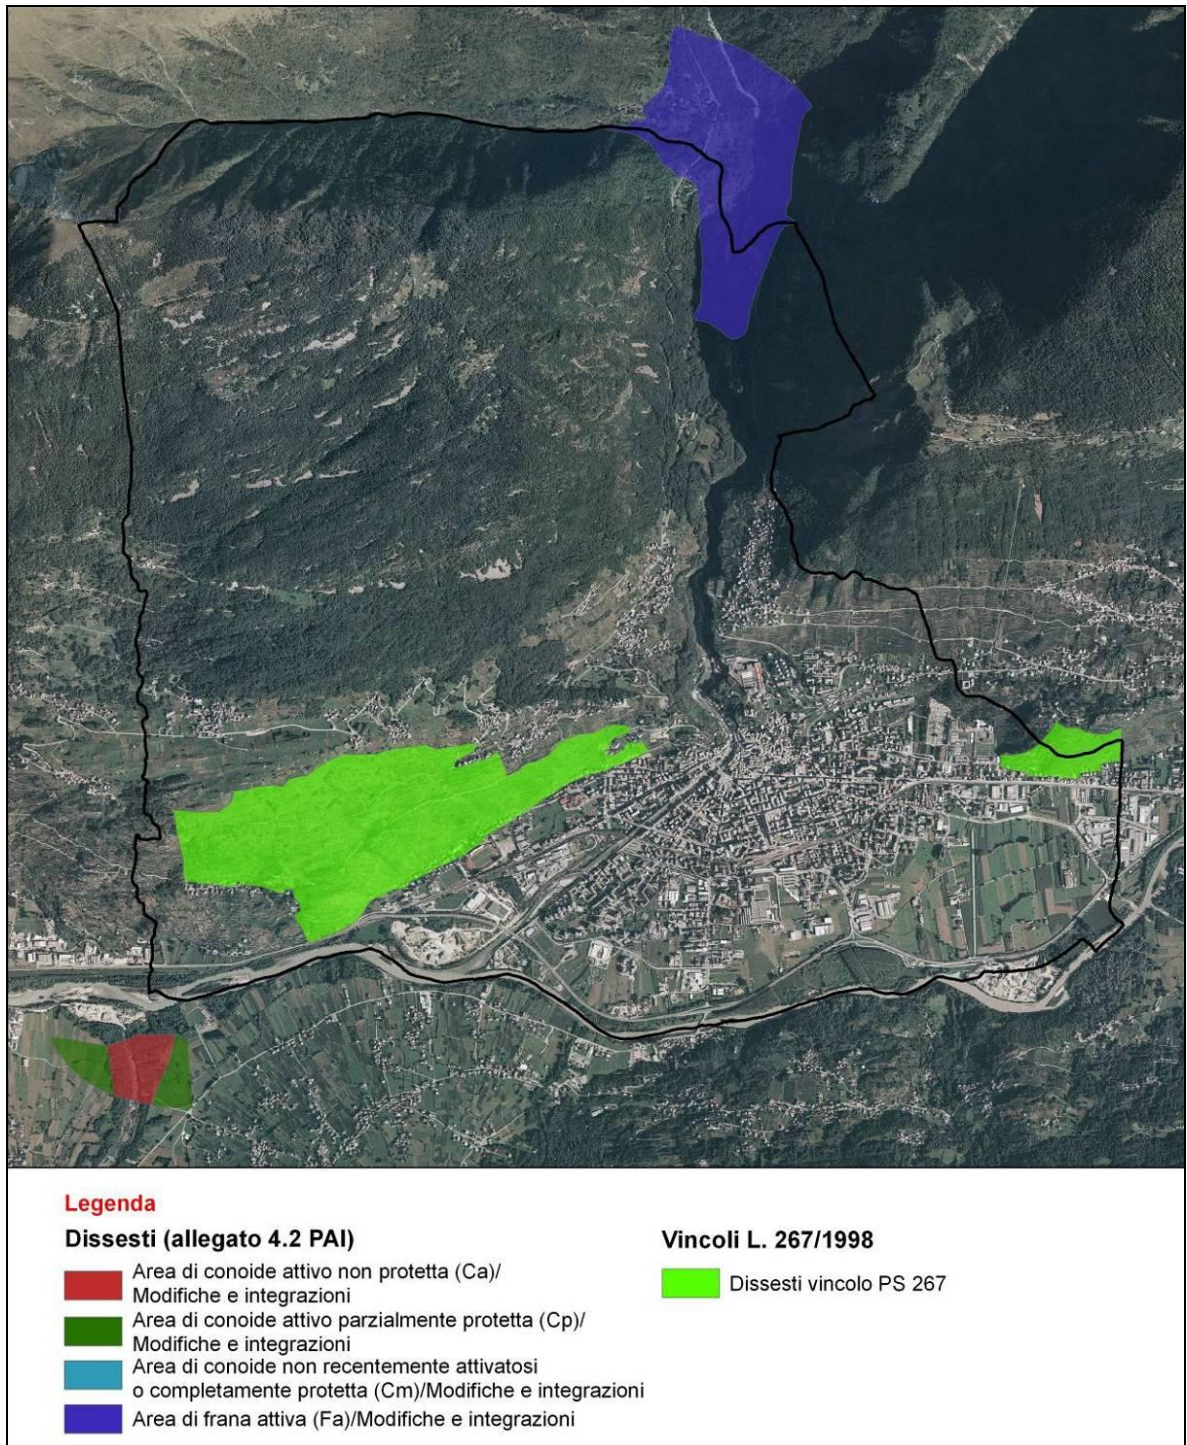 Legenda
Dissesti (allegato 4.2 PAI)
Area di conoide attivo non protetta (Ca)/
Modifiche e integrazioni
Area di conoide attivo parzialmente protetta (Cp)/
Modifiche e integrazioni
Area di conoide non recentemente attivatosi
o completamente protetta (Cm)/Modifiche e integrazioni
Area di frana attiva (Fa)/Modifiche e integrazioni
Vincoli L. 267/1998
Dissesti vincolo PS 267